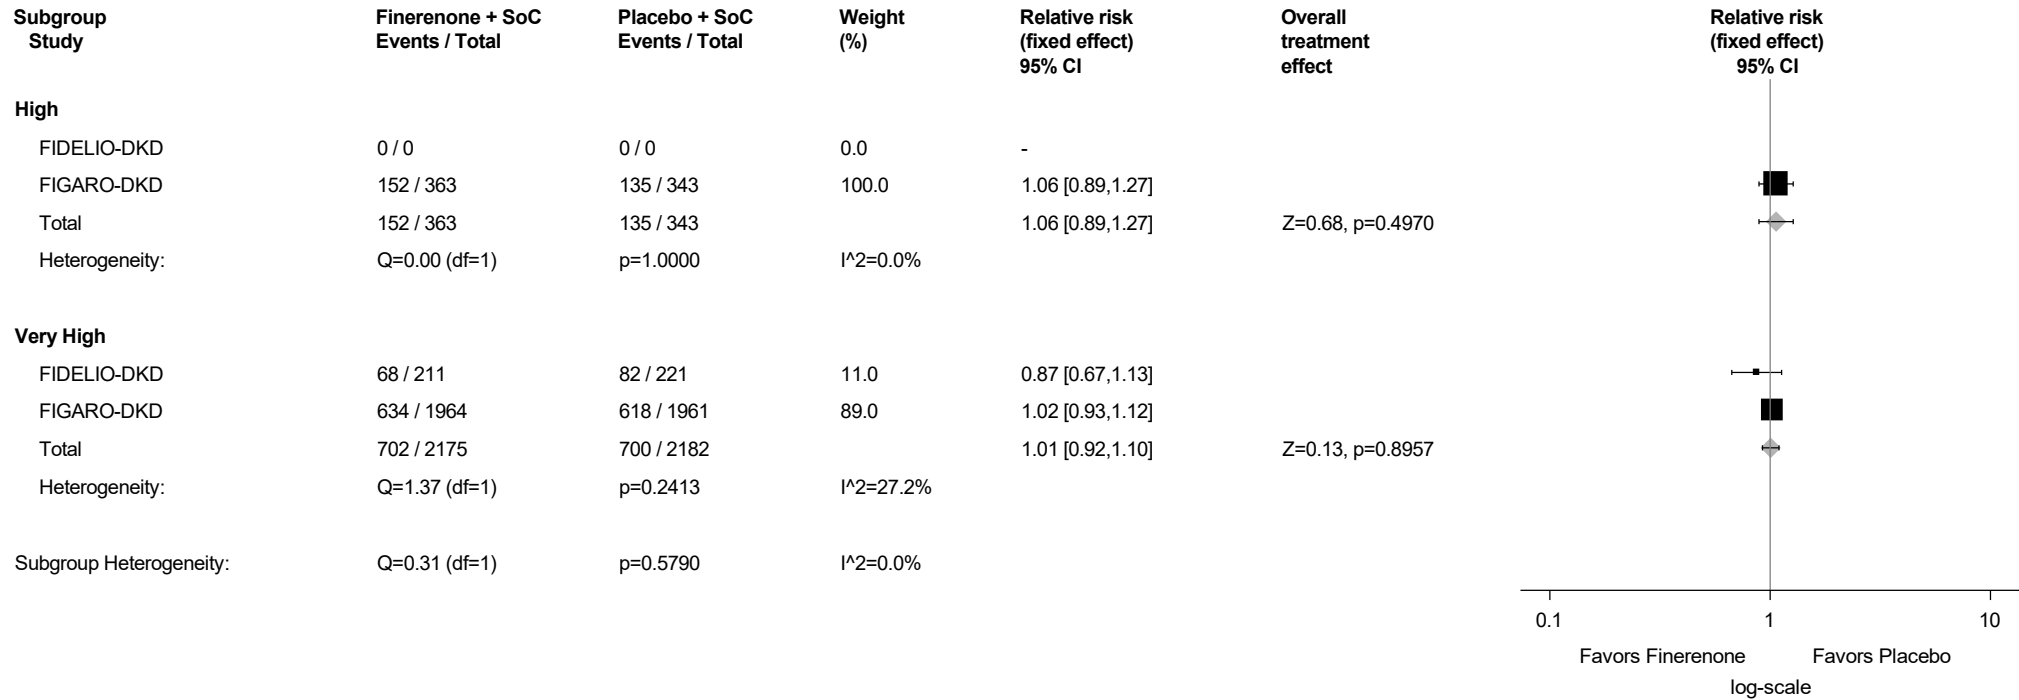 Subgroup Finerenone + SoC Placebo + SoC Weight Relative risk Overall Relative risk
Study Events / Total Events / Total (%) (fixed effect) treatment (fixed effect)
95% CI effect 95% CI
High
FIDELIO-DKD 0 / 0 0 / 0 0.0 -
FIGARO-DKD 152 / 363 135 / 343 100.0 1.06 [0.89,1.27]
Total 152 / 363 135 / 343 1.06 [0.89,1.27] Z=0.68, p=0.4970
Heterogeneity: Q=0.00 (df=1) p=1.0000 I^2=0.0%
Very High
FIDELIO-DKD 68 / 211 82 / 221 11.0 0.87 [0.67,1.13]
FIGARO-DKD 634 / 1964 618 / 1961 89.0 1.02 [0.93,1.12]
Total 702 / 2175 700 / 2182 1.01 [0.92,1.10] Z=0.13, p=0.8957
Heterogeneity: Q=1.37 (df=1) p=0.2413 I^2=27.2%
Subgroup Heterogeneity: Q=0.31 (df=1) p=0.5790 I^2=0.0%
0.1 1 10
Favors Finerenone Favors Placebo
log-scale